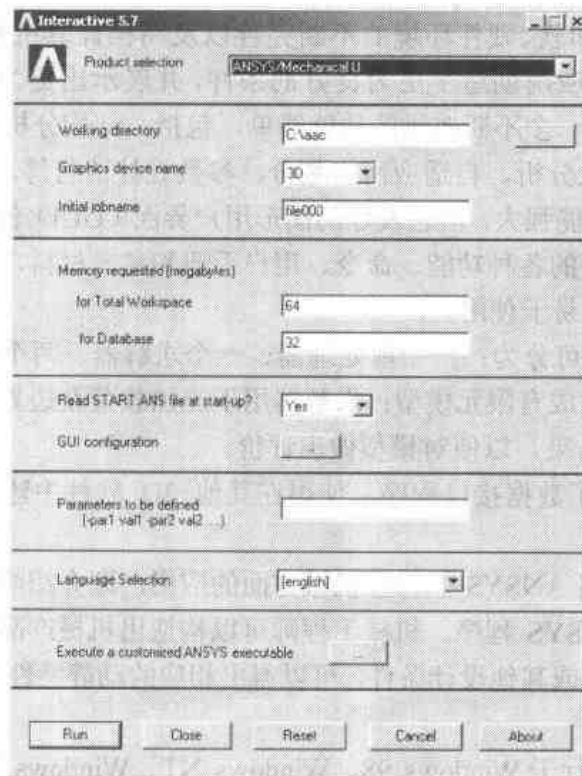 Interactive 5.7
Product selection
ANSYS/Mechanical U
Working directory
C:\aac
Graphics device name
3D
Initial jobname
file000
Memory requested (megabytes)
for Total Workspace
64
for Database
32
Read START.ANS file at start-up?
Yes
GUI configuration
Parameters to be defined
(-par1 val1 -par2 val2 ...)
Language Selection
[english]
Execute a customized ANSYS executable
Run
Close
Reset
Cancel
About